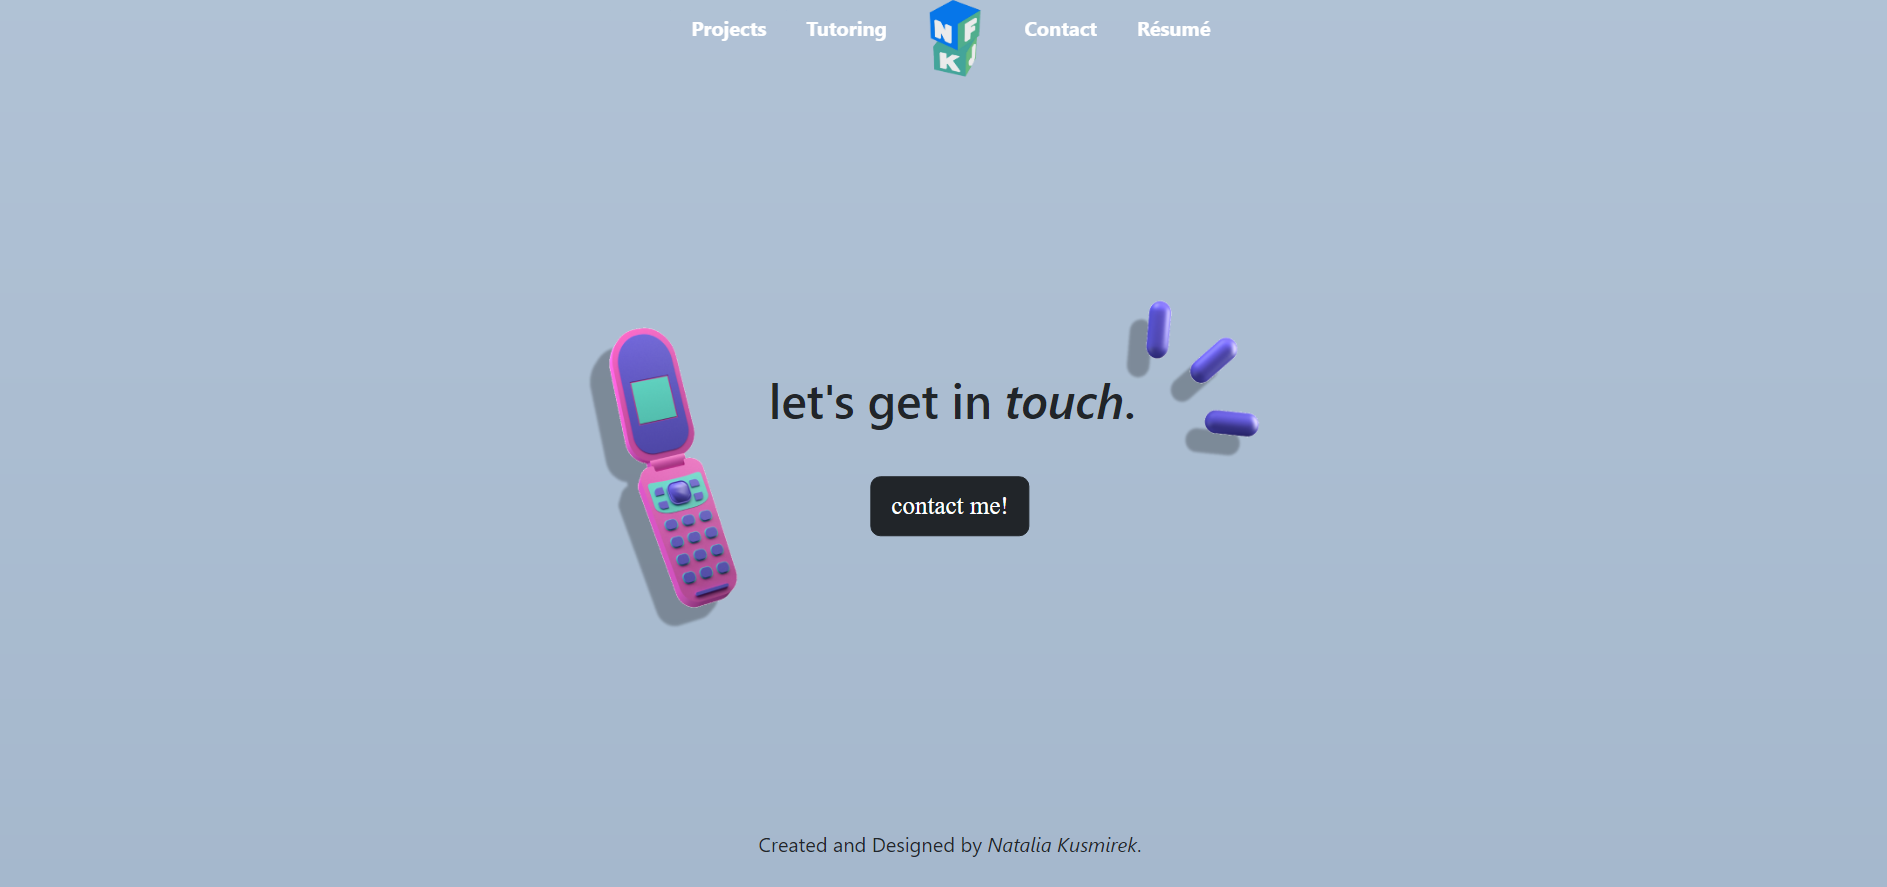 Projects Tutoring N F K J Contact Résumé
let's get in touch.
contact me!
Created and Designed by Natalia Kusmirek.